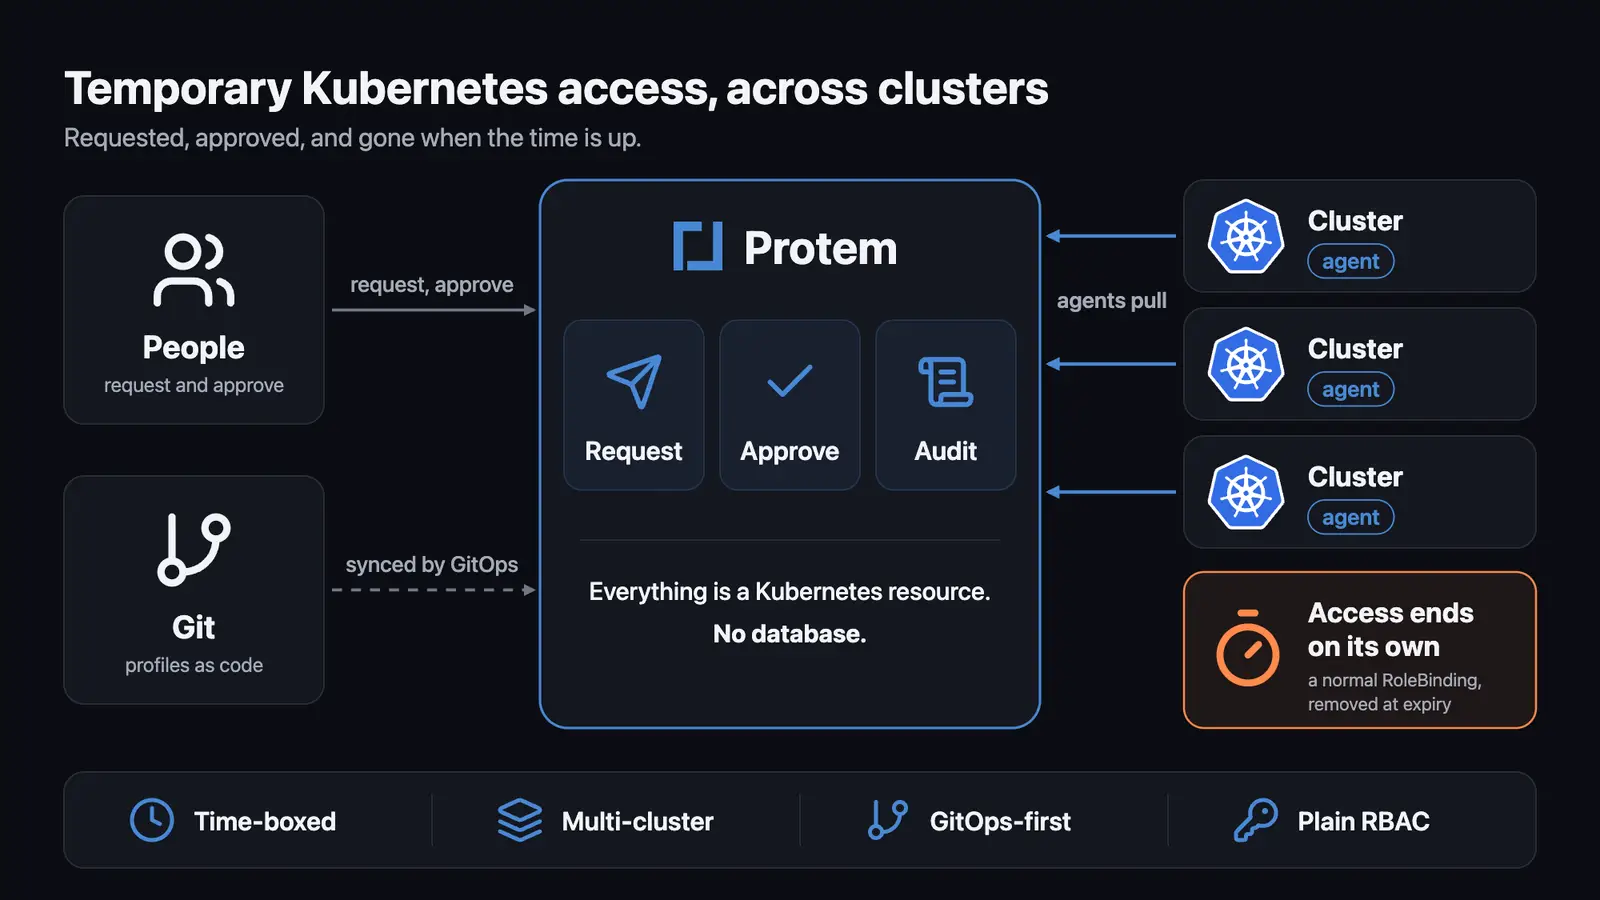 Temporary Kubernetes access, across clusters
Requested, approved, and gone when the time is up.
People
request and approve
request, approve
Git
profiles as code
synced by GitOps
Protem
Request
Approve
Audit
Everything is a Kubernetes resource.
No database.
agents pull
Cluster
agent
Cluster
agent
Cluster
agent
Access ends
on its own
a normal RoleBinding,
removed at expiry
Time-boxed
Multi-cluster
GitOps-first
Plain RBAC